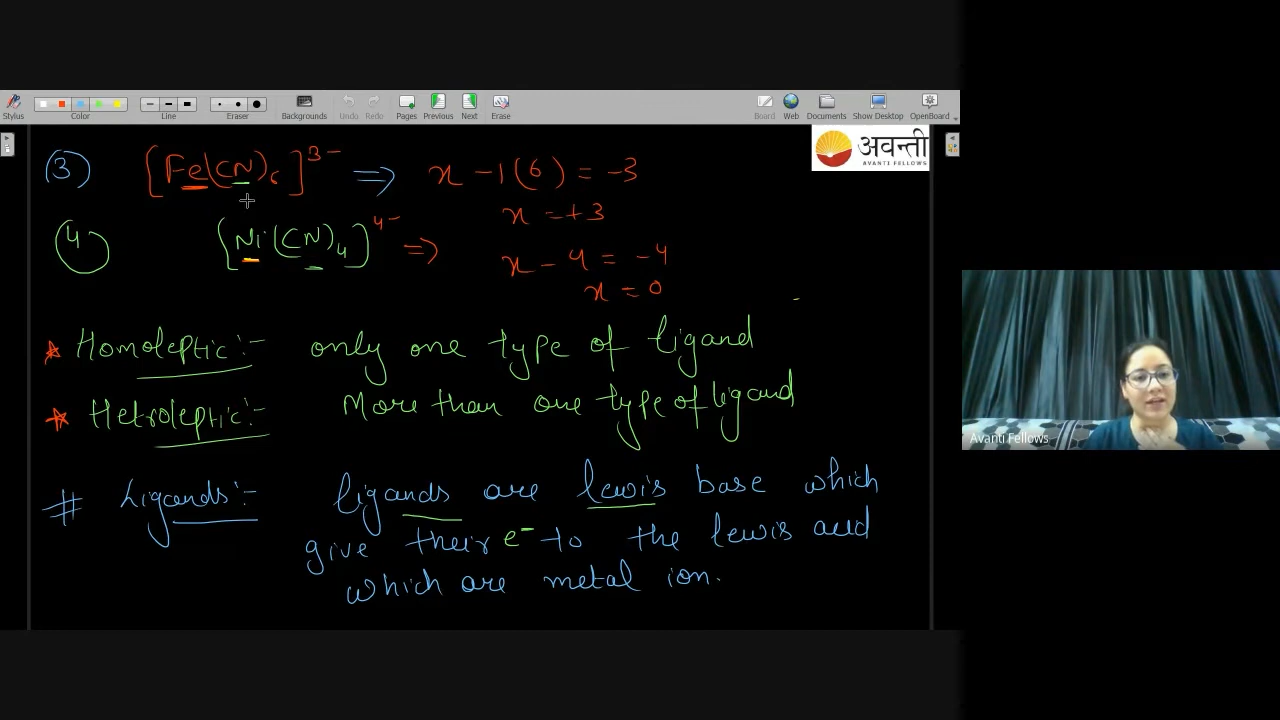 Stylus Color Line Eraser Backgrounds Undo Redo Pages Previous Next Erase Board Web Documents Show Desktop OpenBoard
अवन्ती
AVANTI FELLOWS
(3) [Fe(CN)6]3- ⇒ x - 1(6) = -3
x = +3
(4) [Ni(CN)4]4- ⇒ x - 4 = -4
x = 0
Homoleptic:- only one type of ligand
Hetroleptic:- More than one type of ligand
# Ligands:- ligands are lewis base which
give their e- to the lewis acid
which are metal ion.
Avanti Fellows